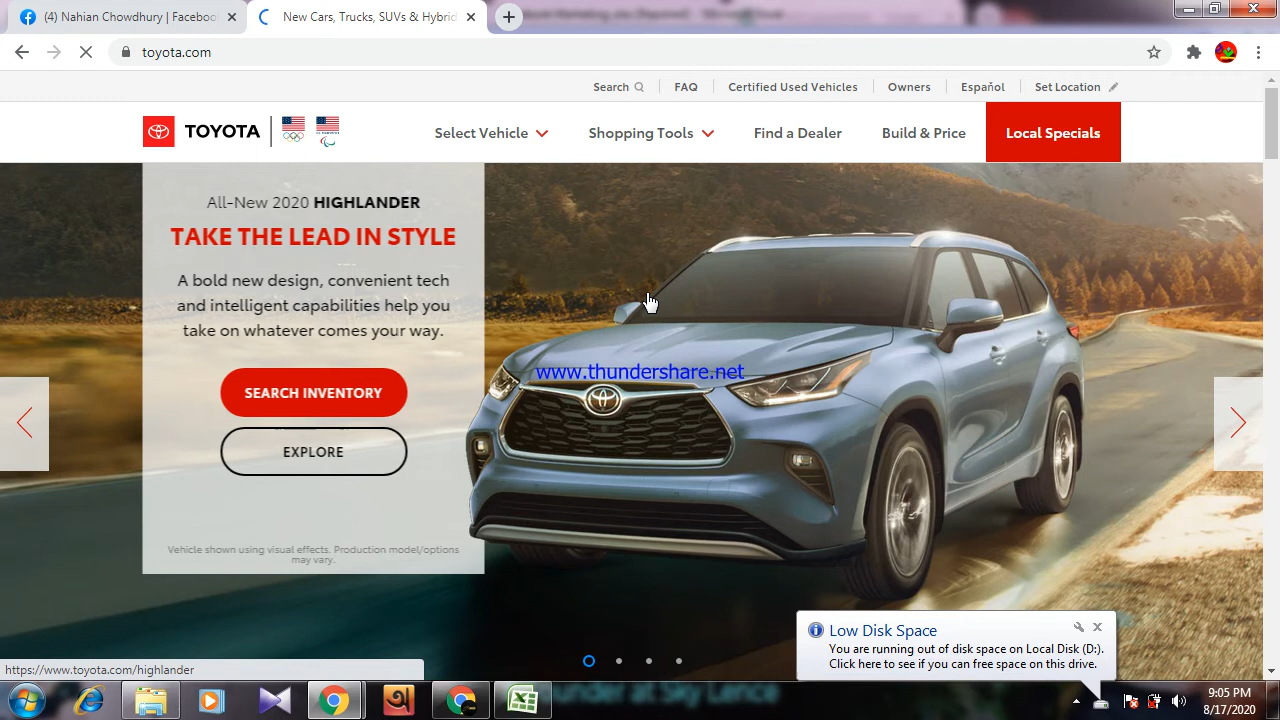 (4) Nahian Chowdhury | Faceboo
New Cars, Trucks, SUVs & Hybrid
toyota.com
Search
FAQ
Certified Used Vehicles
Owners
Español
Set Location
TOYOTA
Select Vehicle
Shopping Tools
Find a Dealer
Build & Price
Local Specials
All-New 2020 HIGHLANDER
TAKE THE LEAD IN STYLE
A bold new design, convenient tech
and intelligent capabilities help you
take on whatever comes your way.
SEARCH INVENTORY
EXPLORE
Vehicle shown using visual effects. Production model/options
may vary.
www.thundershare.net
Low Disk Space
You are running out of disk space on Local Disk (D:).
Click here to see if you can free space on this drive.
https://www.toyota.com/highlander
9:05 PM
8/17/2020